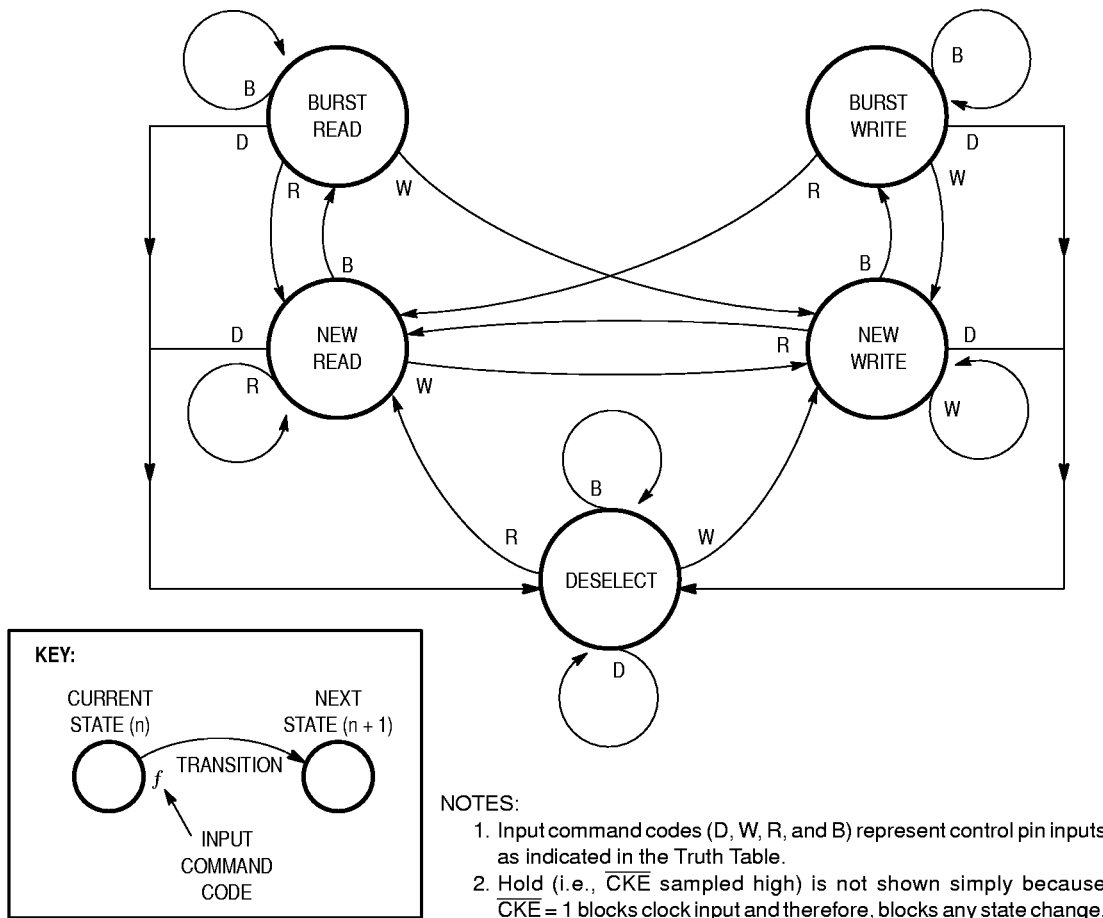 B
BURST
READ
D
R
W
B
BURST
WRITE
B
D
R
W
B
D
NEW
READ
R
W
R
NEW
WRITE
D
W
B
R
W
DESELECT
D
KEY:
CURRENT
STATE (n)
NEXT
STATE (n + 1)
TRANSITION
f
INPUT
COMMAND
CODE
NOTES:
1. Input command codes (D, W, R, and B) represent control pin inputs
as indicated in the Truth Table.
2. Hold (i.e., CKE sampled high) is not shown simply because
CKE = 1 blocks clock input and therefore, blocks any state change.